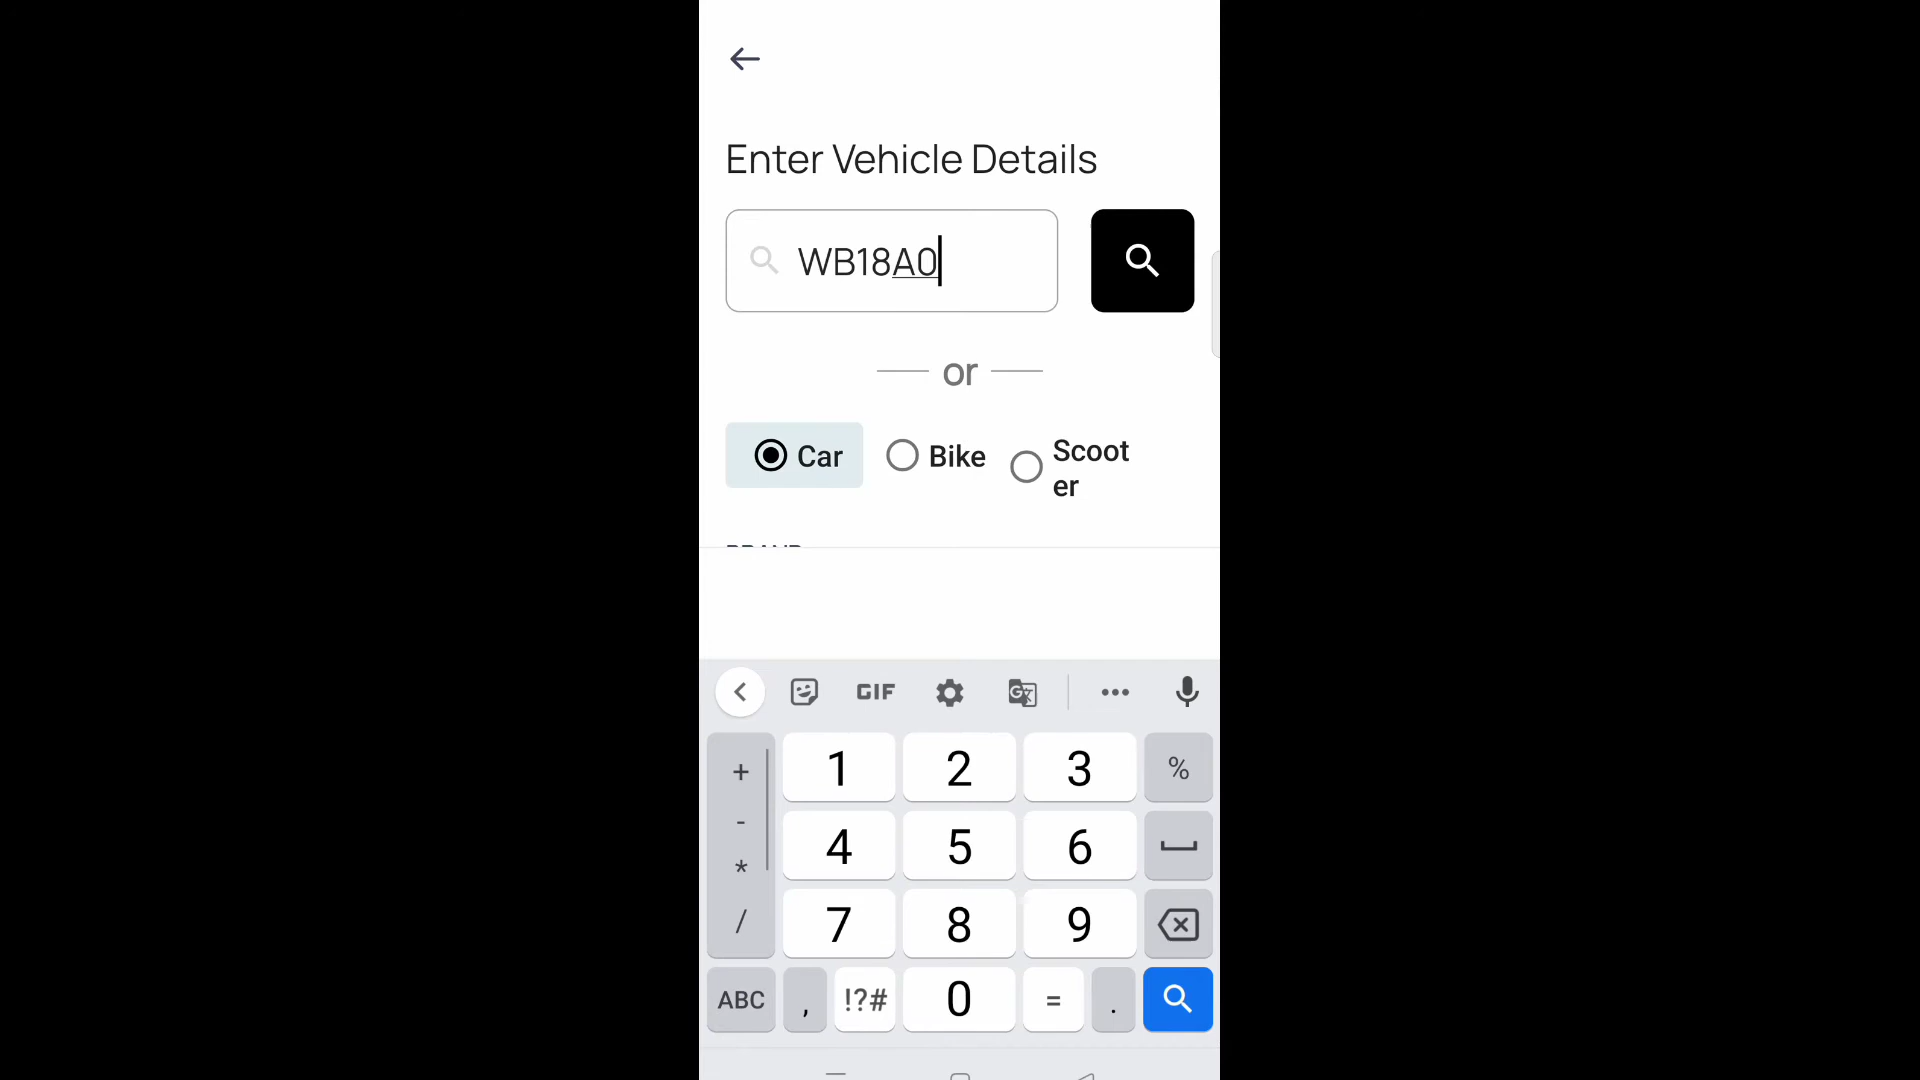 Enter Vehicle Details
WB18A0
or
Car
Bike
Scoot
er
BRAND
GIF
+ 1 2 3 %
- 4 5 6
*
/ 7 8 9
ABC , !?# 0 = .